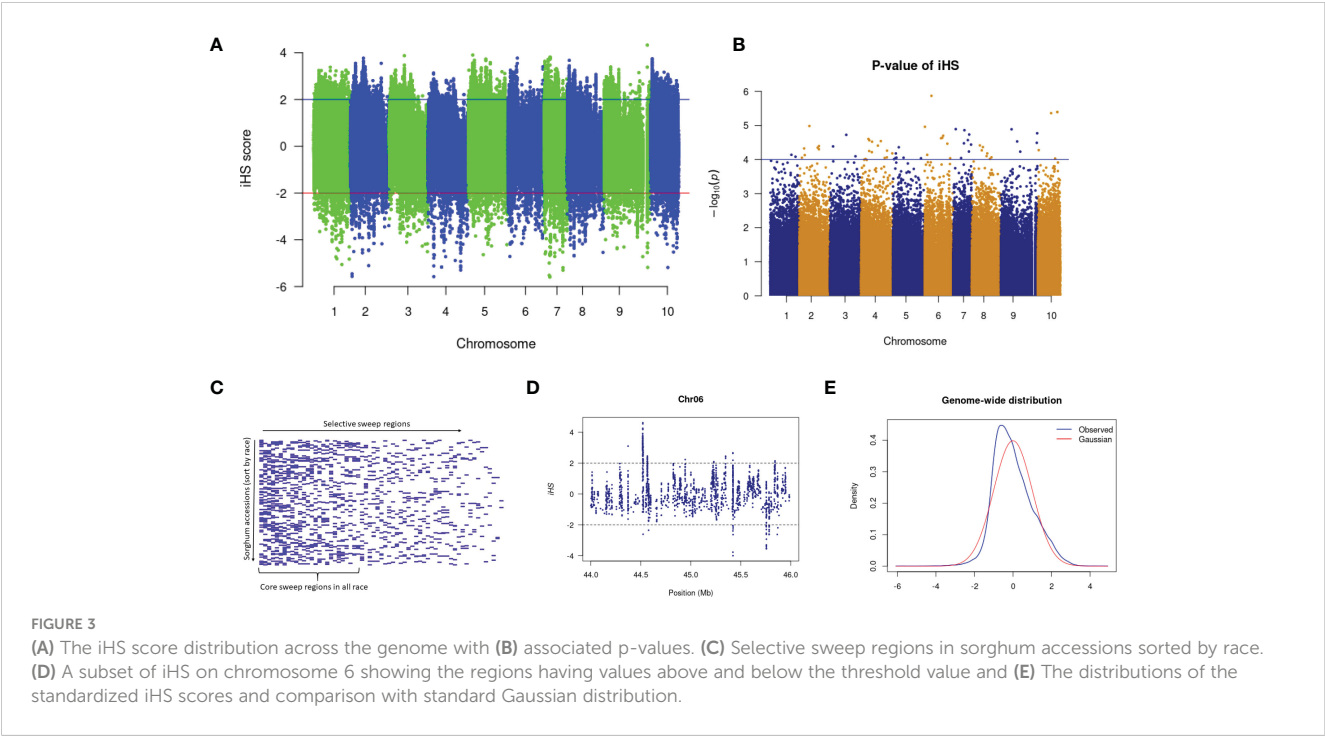 A
4
2
0
-2
-4
-6
iHS score
1 2 3 4 5 6 7 8 9 10
Chromosome
B
P-value of iHS
6
5
4
3
2
1
0
− log10(p)
1 2 3 4 5 6 7 8 9 10
Chromosome
C
Selective sweep regions
Sorghum accessions (sort by race)
Core sweep regions in all race
D
Chr06
4
2
0
-2
-4
iHS
44.0 44.5 45.0 45.5 46.0
Position (Mb)
E
Genome-wide distribution
Observed
Gaussian
0.4
0.3
0.2
0.1
0.0
Density
-6 -4 -2 0 2 4
FIGURE 3
(A) The iHS score distribution across the genome with (B) associated p-values. (C) Selective sweep regions in sorghum accessions sorted by race.
(D) A subset of iHS on chromosome 6 showing the regions having values above and below the threshold value and (E) The distributions of the
standardized iHS scores and comparison with standard Gaussian distribution.